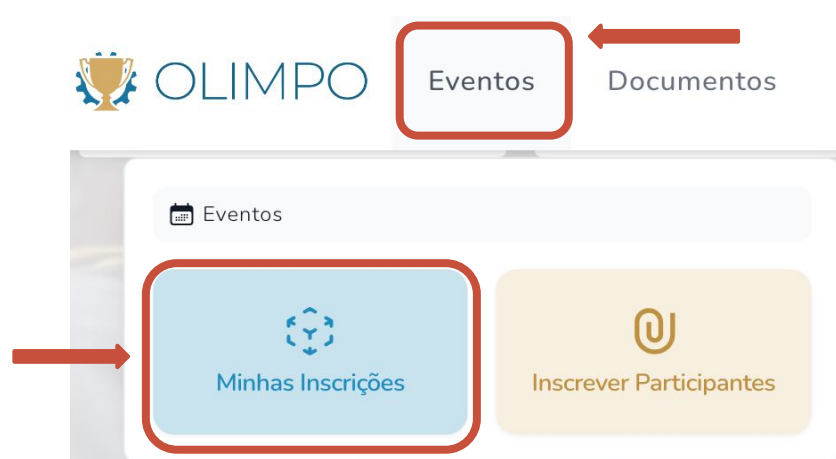 OLIMPO Eventos Documentos
Eventos
Minhas Inscrições Inscrever Participantes